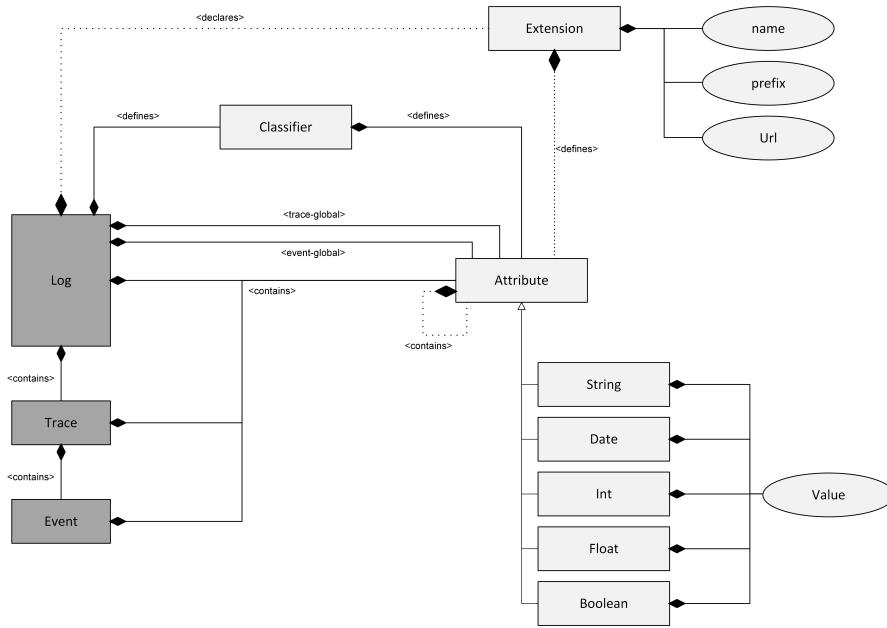 <declares>
Extension
name
prefix
Url
<defines>
Classifier
<defines>
<defines>
<trace-global>
<event-global>
Log
<contains>
Attribute
<contains>
<contains>
String
Trace
Date
<contains>
Int
Value
Event
Float
Boolean